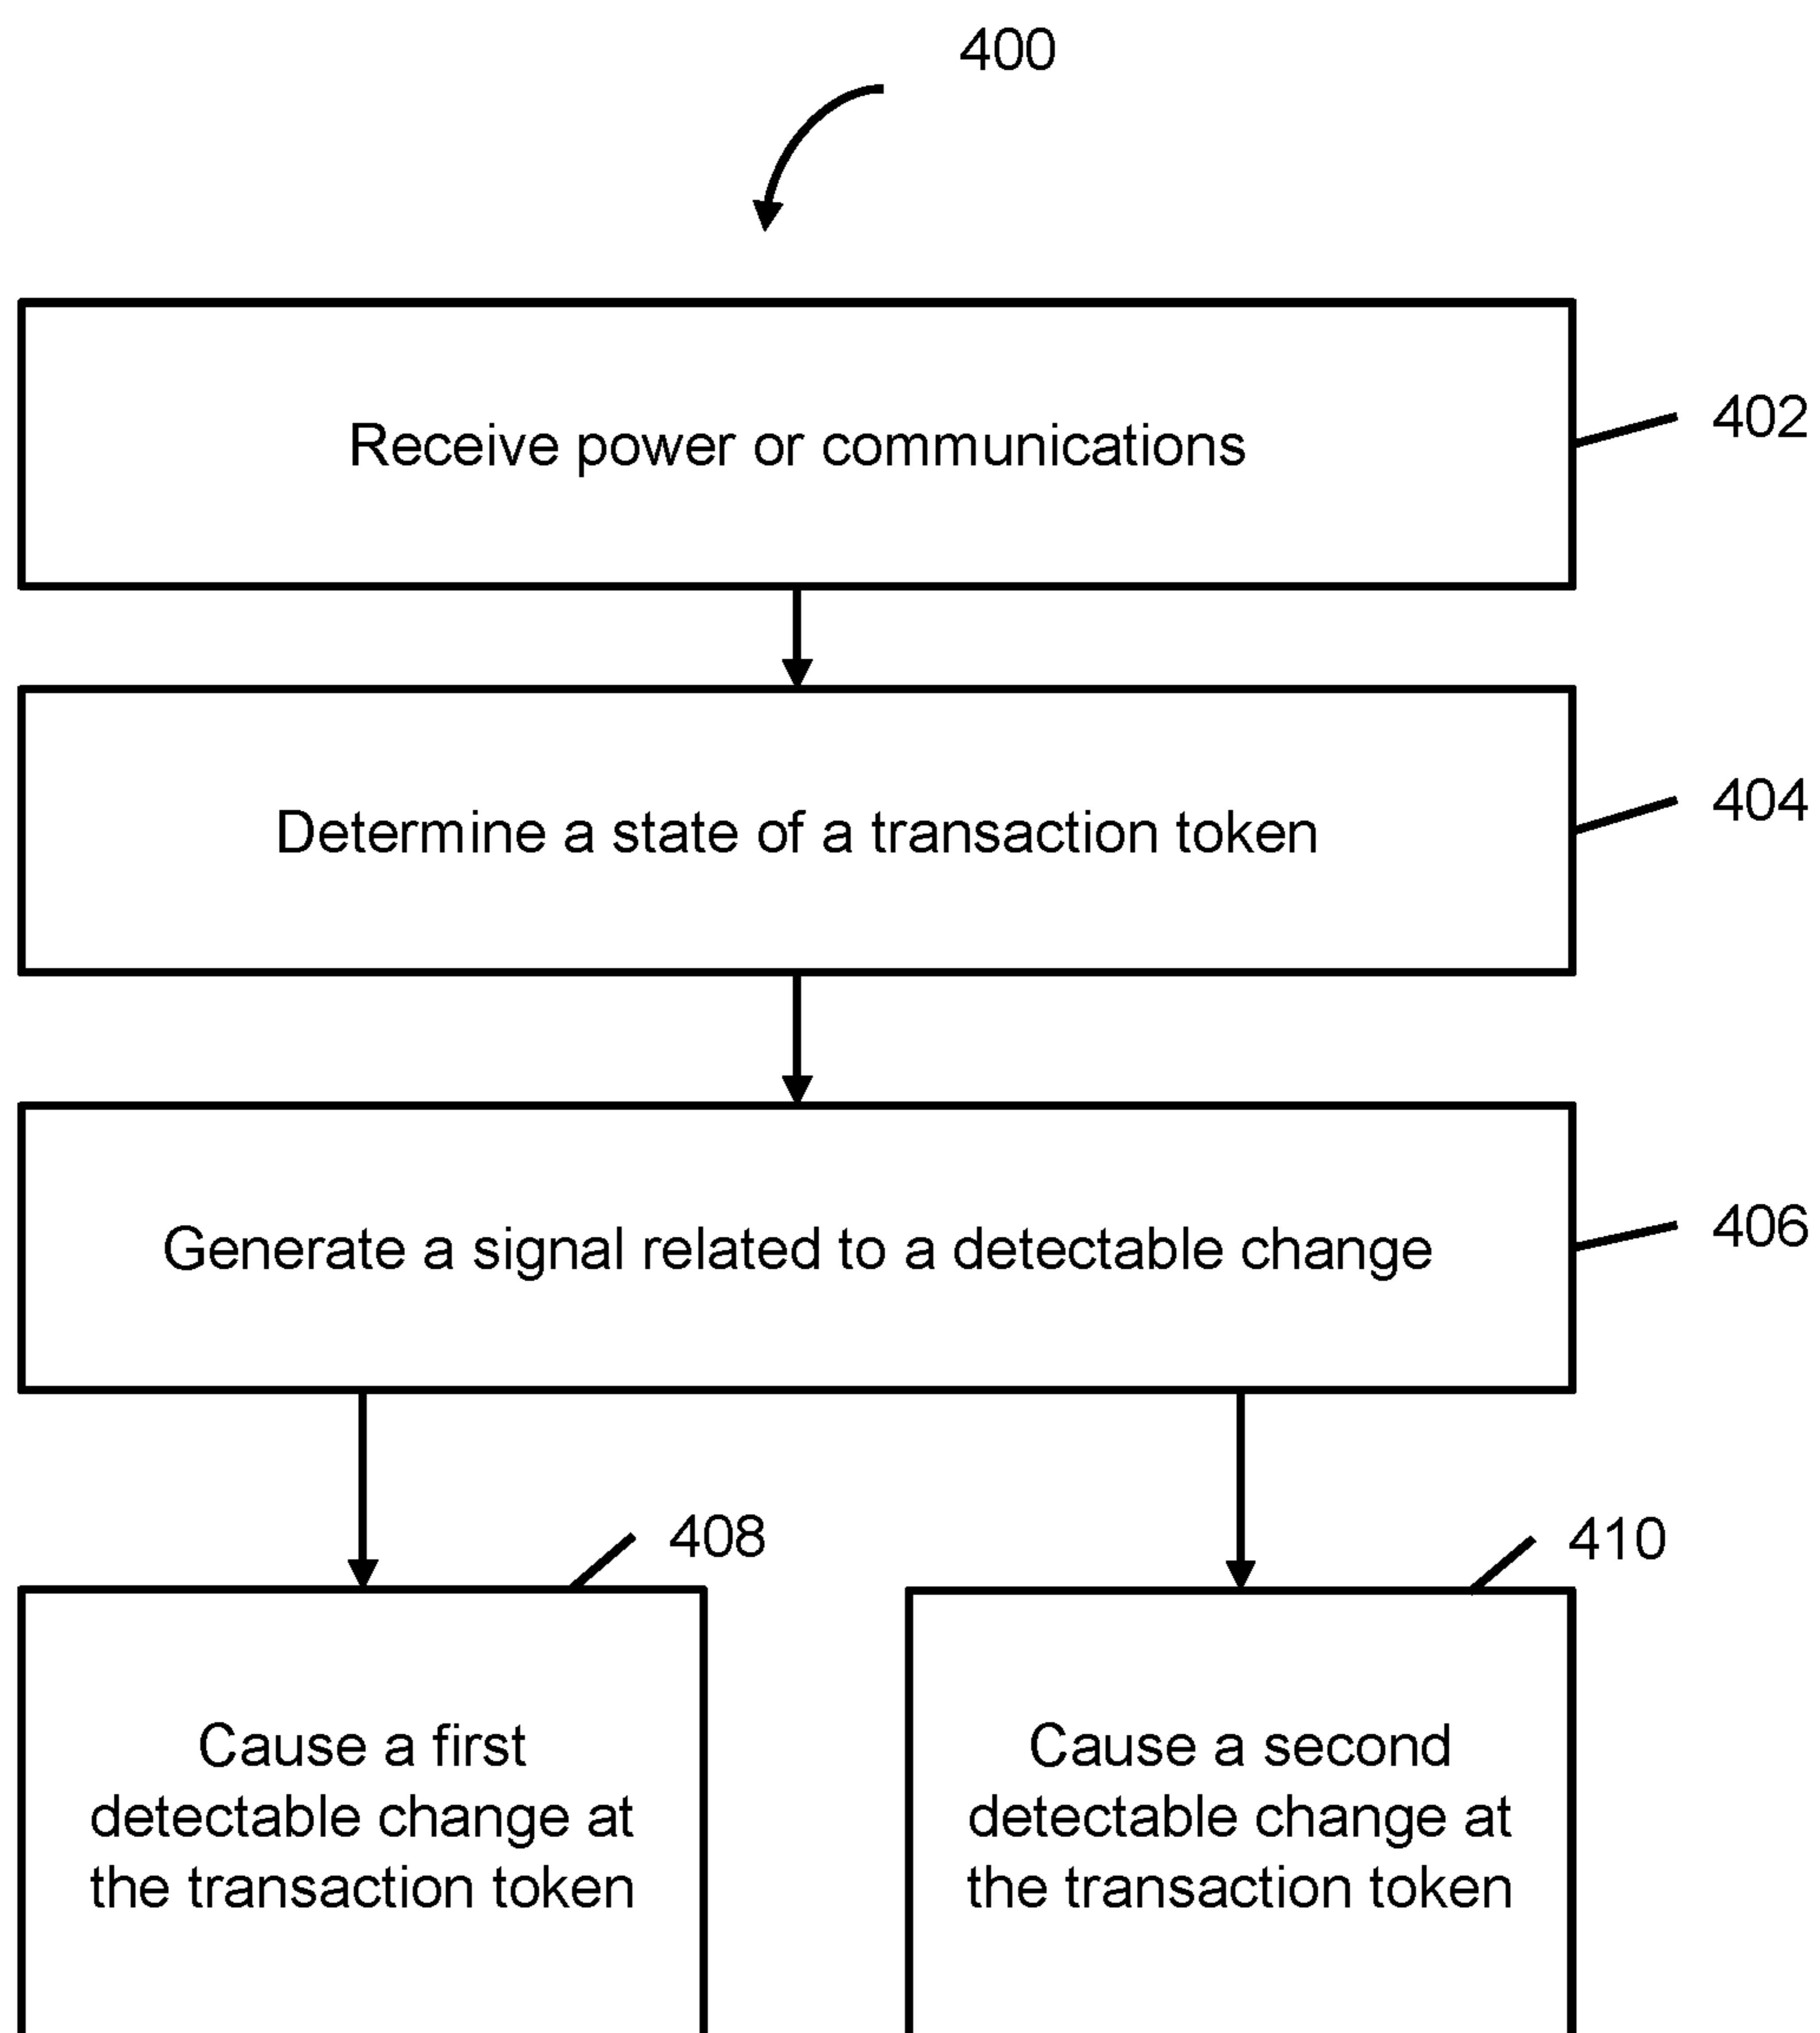 400
Receive power or communications
402
Determine a state of a transaction token
404
Generate a signal related to a detectable change
406
408
Cause a first
detectable change at
the transaction token
410
Cause a second
detectable change at
the transaction token